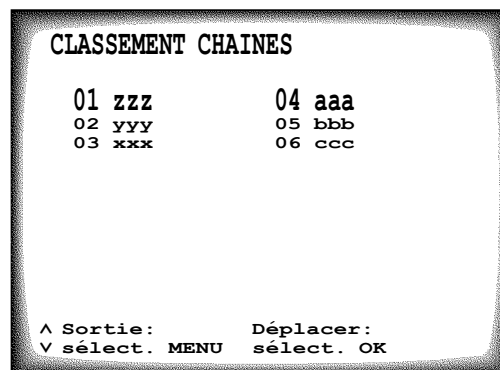 CLASSEMENT CHAINES
01 zzz 04 aaa
02 yyy 05 bbb
03 xxx 06 ccc
^ Sortie: Déplacer:
v sélect. MENU sélect. OK